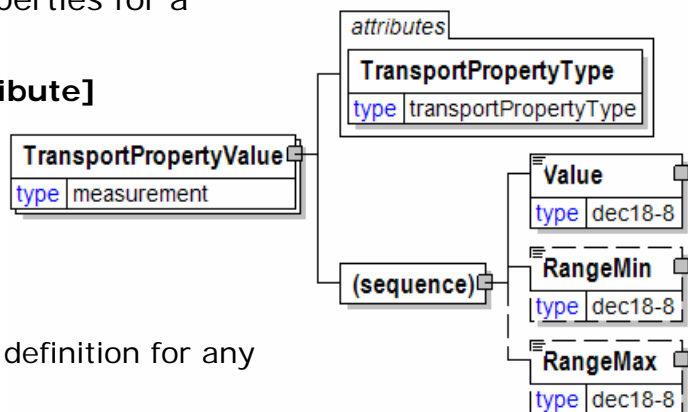 perties for a
attributes
TransportPropertyType
type transportPropertyType
ibute]
TransportPropertyValue
type measurement
Value
type dec18-8
(sequence)
RangeMin
type dec18-8
definition for any
RangeMax
type dec18-8